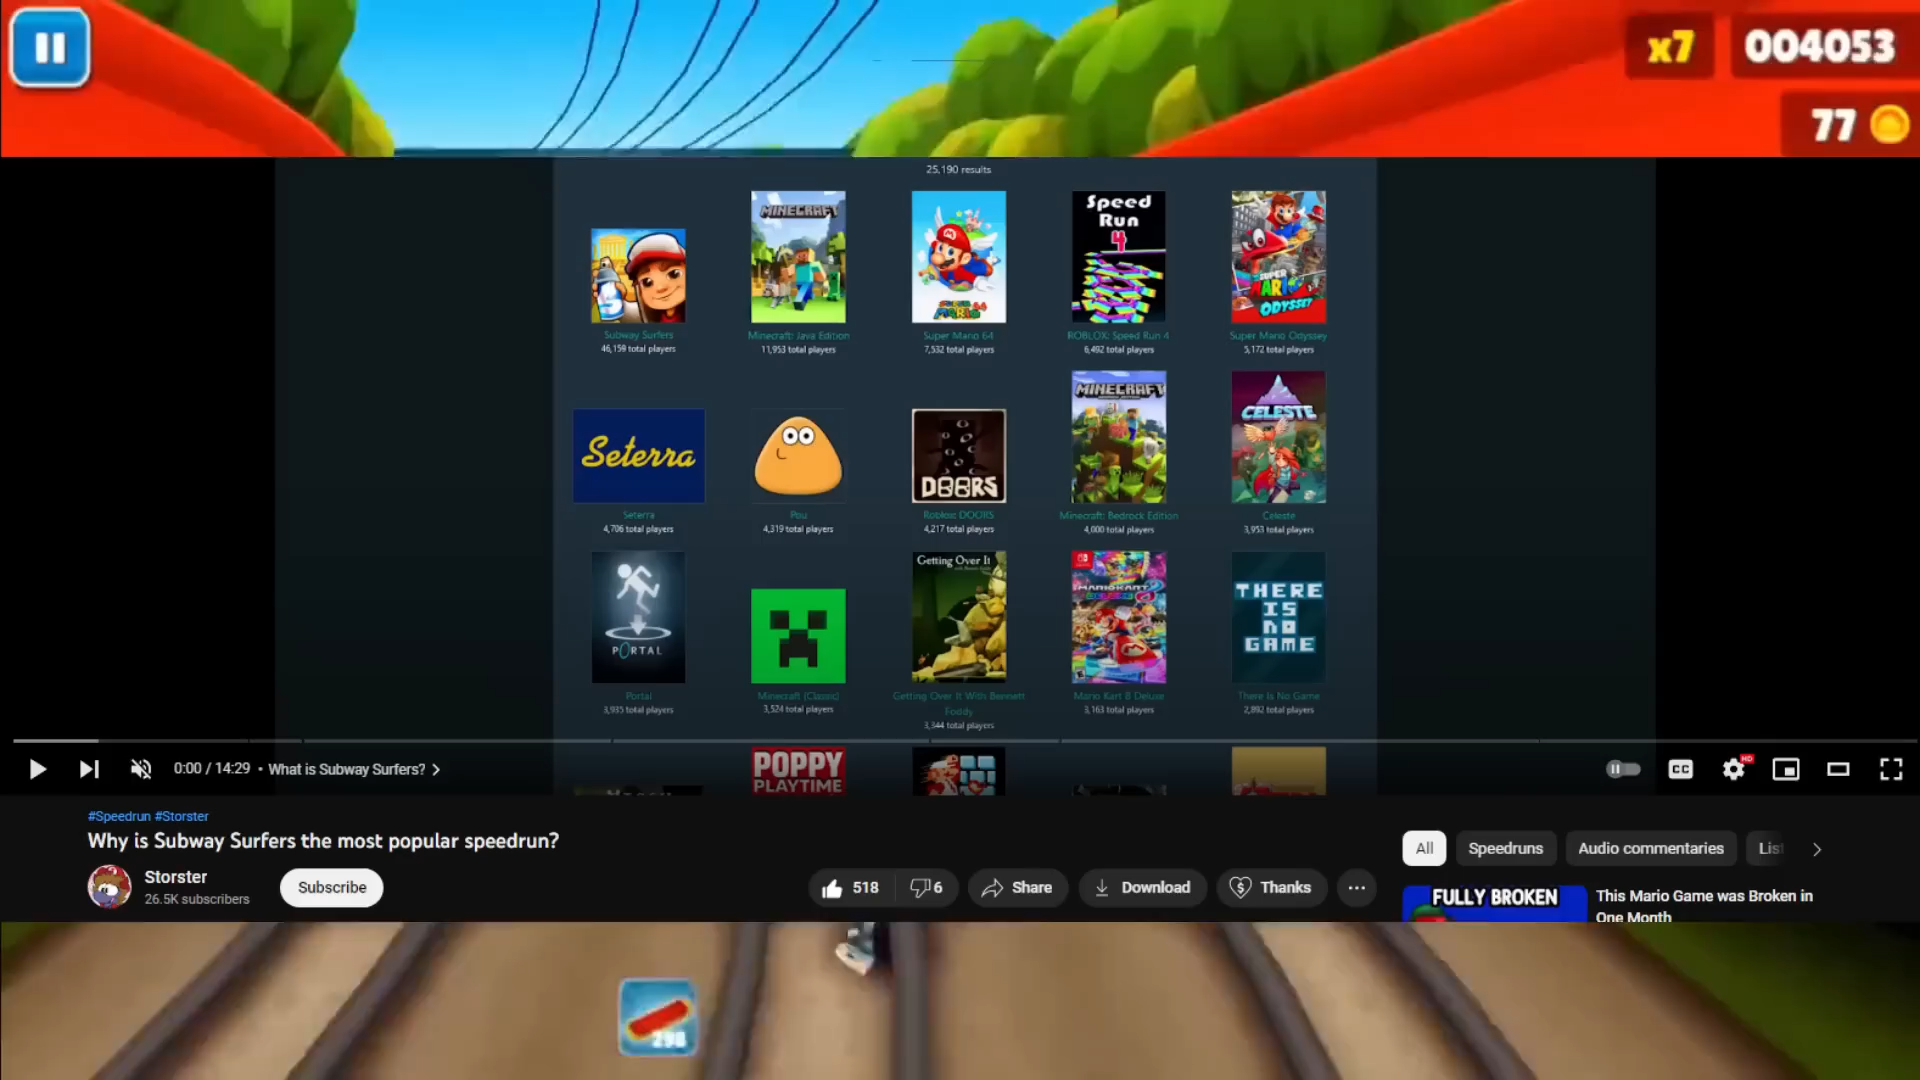 x7
004053
77
25,190 results
MINECRAFT
Speed
Run
4
SUPER
MARIO
ODYSSEY
Subway Surfers
Minecraft: Java Edition
Super Mario 64
ROBLOX: Speed Run 4
Super Mario Odyssey
46,159 total players
11,953 total players
7,532 total players
6,492 total players
5,172 total players
Seterra
DOORS
MINECRAFT
CELESTE
Seterra
Pou
Roblox: DOORS
Minecraft: Bedrock Edition
Celeste
4,706 total players
4,319 total players
4,217 total players
4,000 total players
3,953 total players
PORTAL
Getting Over It
THERE
IS
NO
GAME
Portal
Minecraft (Classic)
Getting Over It With Bennett
Foddy
Mario Kart 8 Deluxe
There Is No Game
3,935 total players
3,524 total players
3,344 total players
3,163 total players
2,892 total players
POPPY
PLAYTIME
0:00 / 14:29 • What is Subway Surfers? >
CC
HD
#Speedrun #Storster
Why is Subway Surfers the most popular speedrun?
Storster
26.5K subscribers
Subscribe
518
6
Share
Download
Thanks
All
Speedruns
Audio commentaries
List
FULLY BROKEN
This Mario Game was Broken in
One Month
298